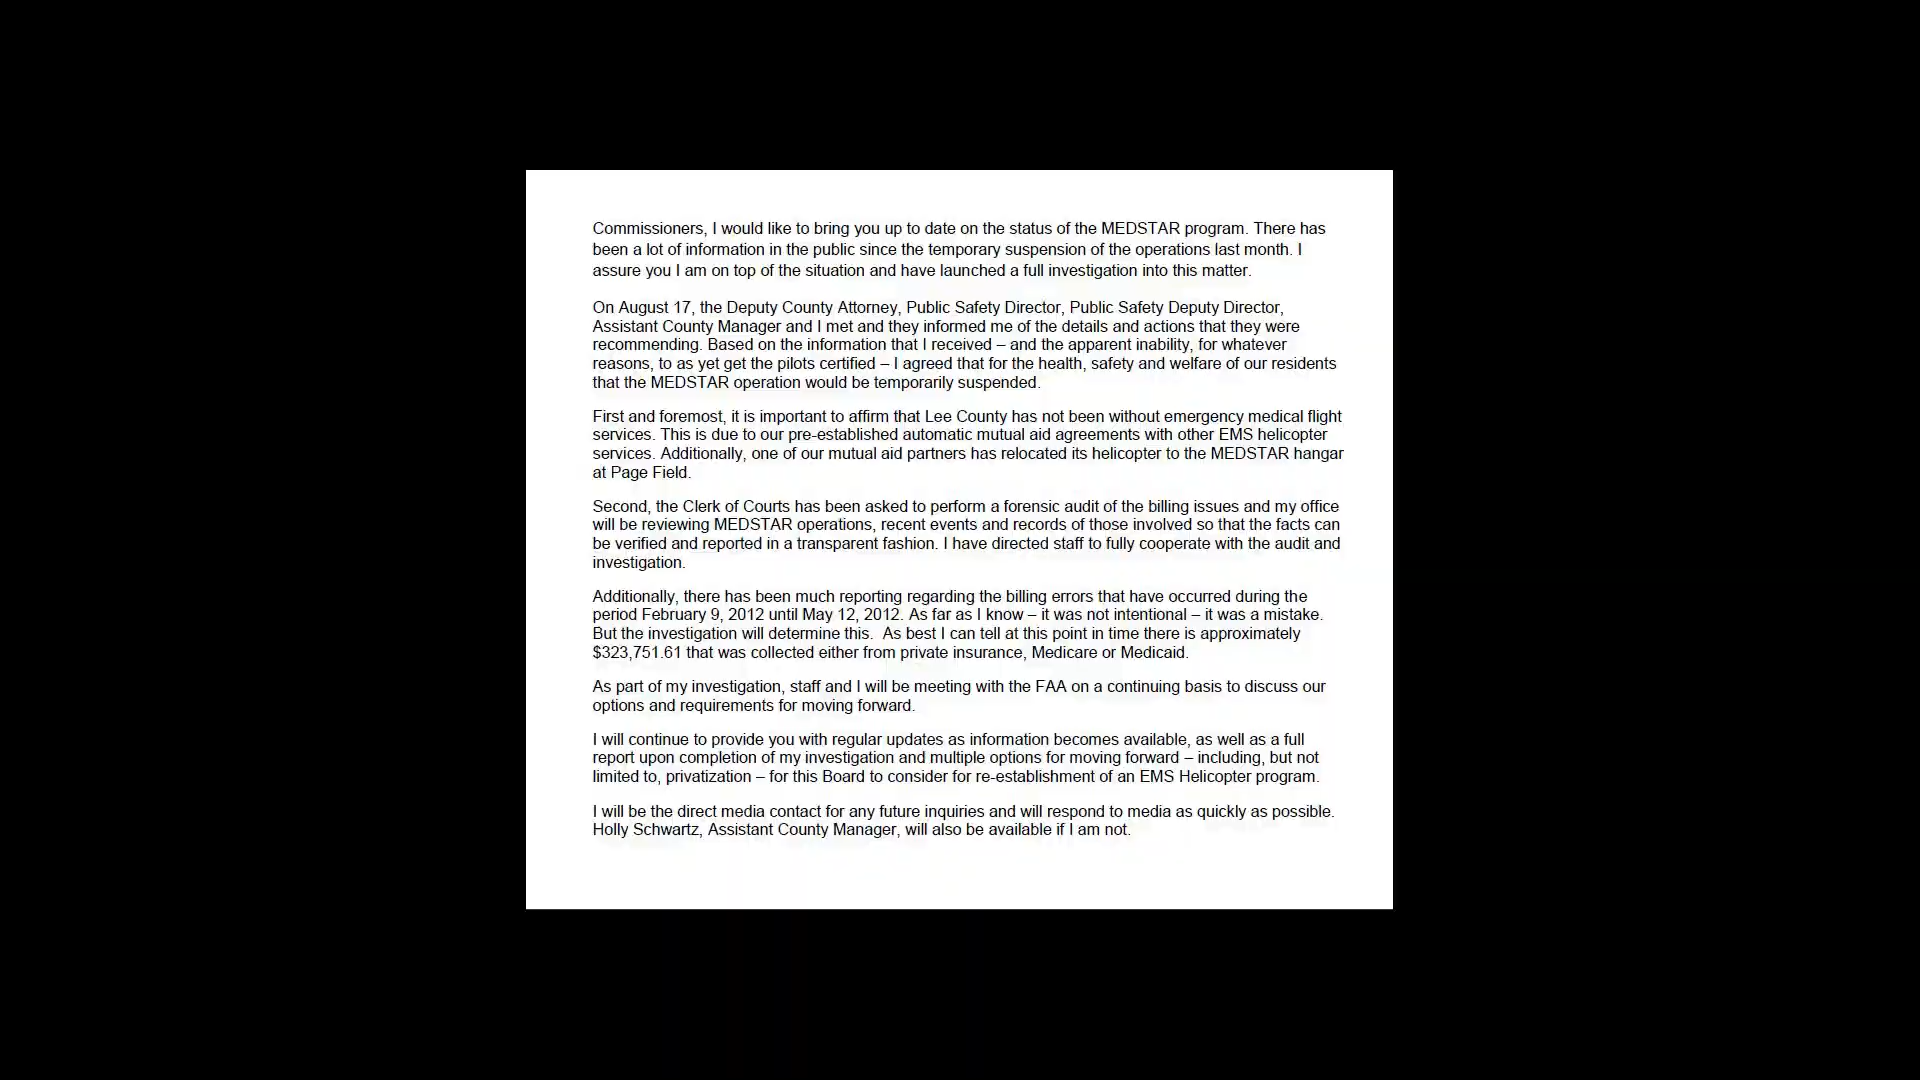 Commissioners, I would like to bring you up to date on the status of the MEDSTAR program. There has
been a lot of information in the public since the temporary suspension of the operations last month. I
assure you I am on top of the situation and have launched a full investigation into this matter.
On August 17, the Deputy County Attorney, Public Safety Director, Public Safety Deputy Director,
Assistant County Manager and I met and they informed me of the details and actions that they were
recommending. Based on the information that I received – and the apparent inability, for whatever
reasons, to as yet get the pilots certified – I agreed that for the health, safety and welfare of our residents
that the MEDSTAR operation would be temporarily suspended.
First and foremost, it is important to affirm that Lee County has not been without emergency medical flight
services. This is due to our pre-established automatic mutual aid agreements with other EMS helicopter
services. Additionally, one of our mutual aid partners has relocated its helicopter to the MEDSTAR hangar
at Page Field.
Second, the Clerk of Courts has been asked to perform a forensic audit of the billing issues and my office
will be reviewing MEDSTAR operations, recent events and records of those involved so that the facts can
be verified and reported in a transparent fashion. I have directed staff to fully cooperate with the audit and
investigation.
Additionally, there has been much reporting regarding the billing errors that have occurred during the
period February 9, 2012 until May 12, 2012. As far as I know – it was not intentional – it was a mistake.
But the investigation will determine this.  As best I can tell at this point in time there is approximately
$323,751.61 that was collected either from private insurance, Medicare or Medicaid.
As part of my investigation, staff and I will be meeting with the FAA on a continuing basis to discuss our
options and requirements for moving forward.
I will continue to provide you with regular updates as information becomes available, as well as a full
report upon completion of my investigation and multiple options for moving forward – including, but not
limited to, privatization – for this Board to consider for re-establishment of an EMS Helicopter program.
I will be the direct media contact for any future inquiries and will respond to media as quickly as possible.
Holly Schwartz, Assistant County Manager, will also be available if I am not.